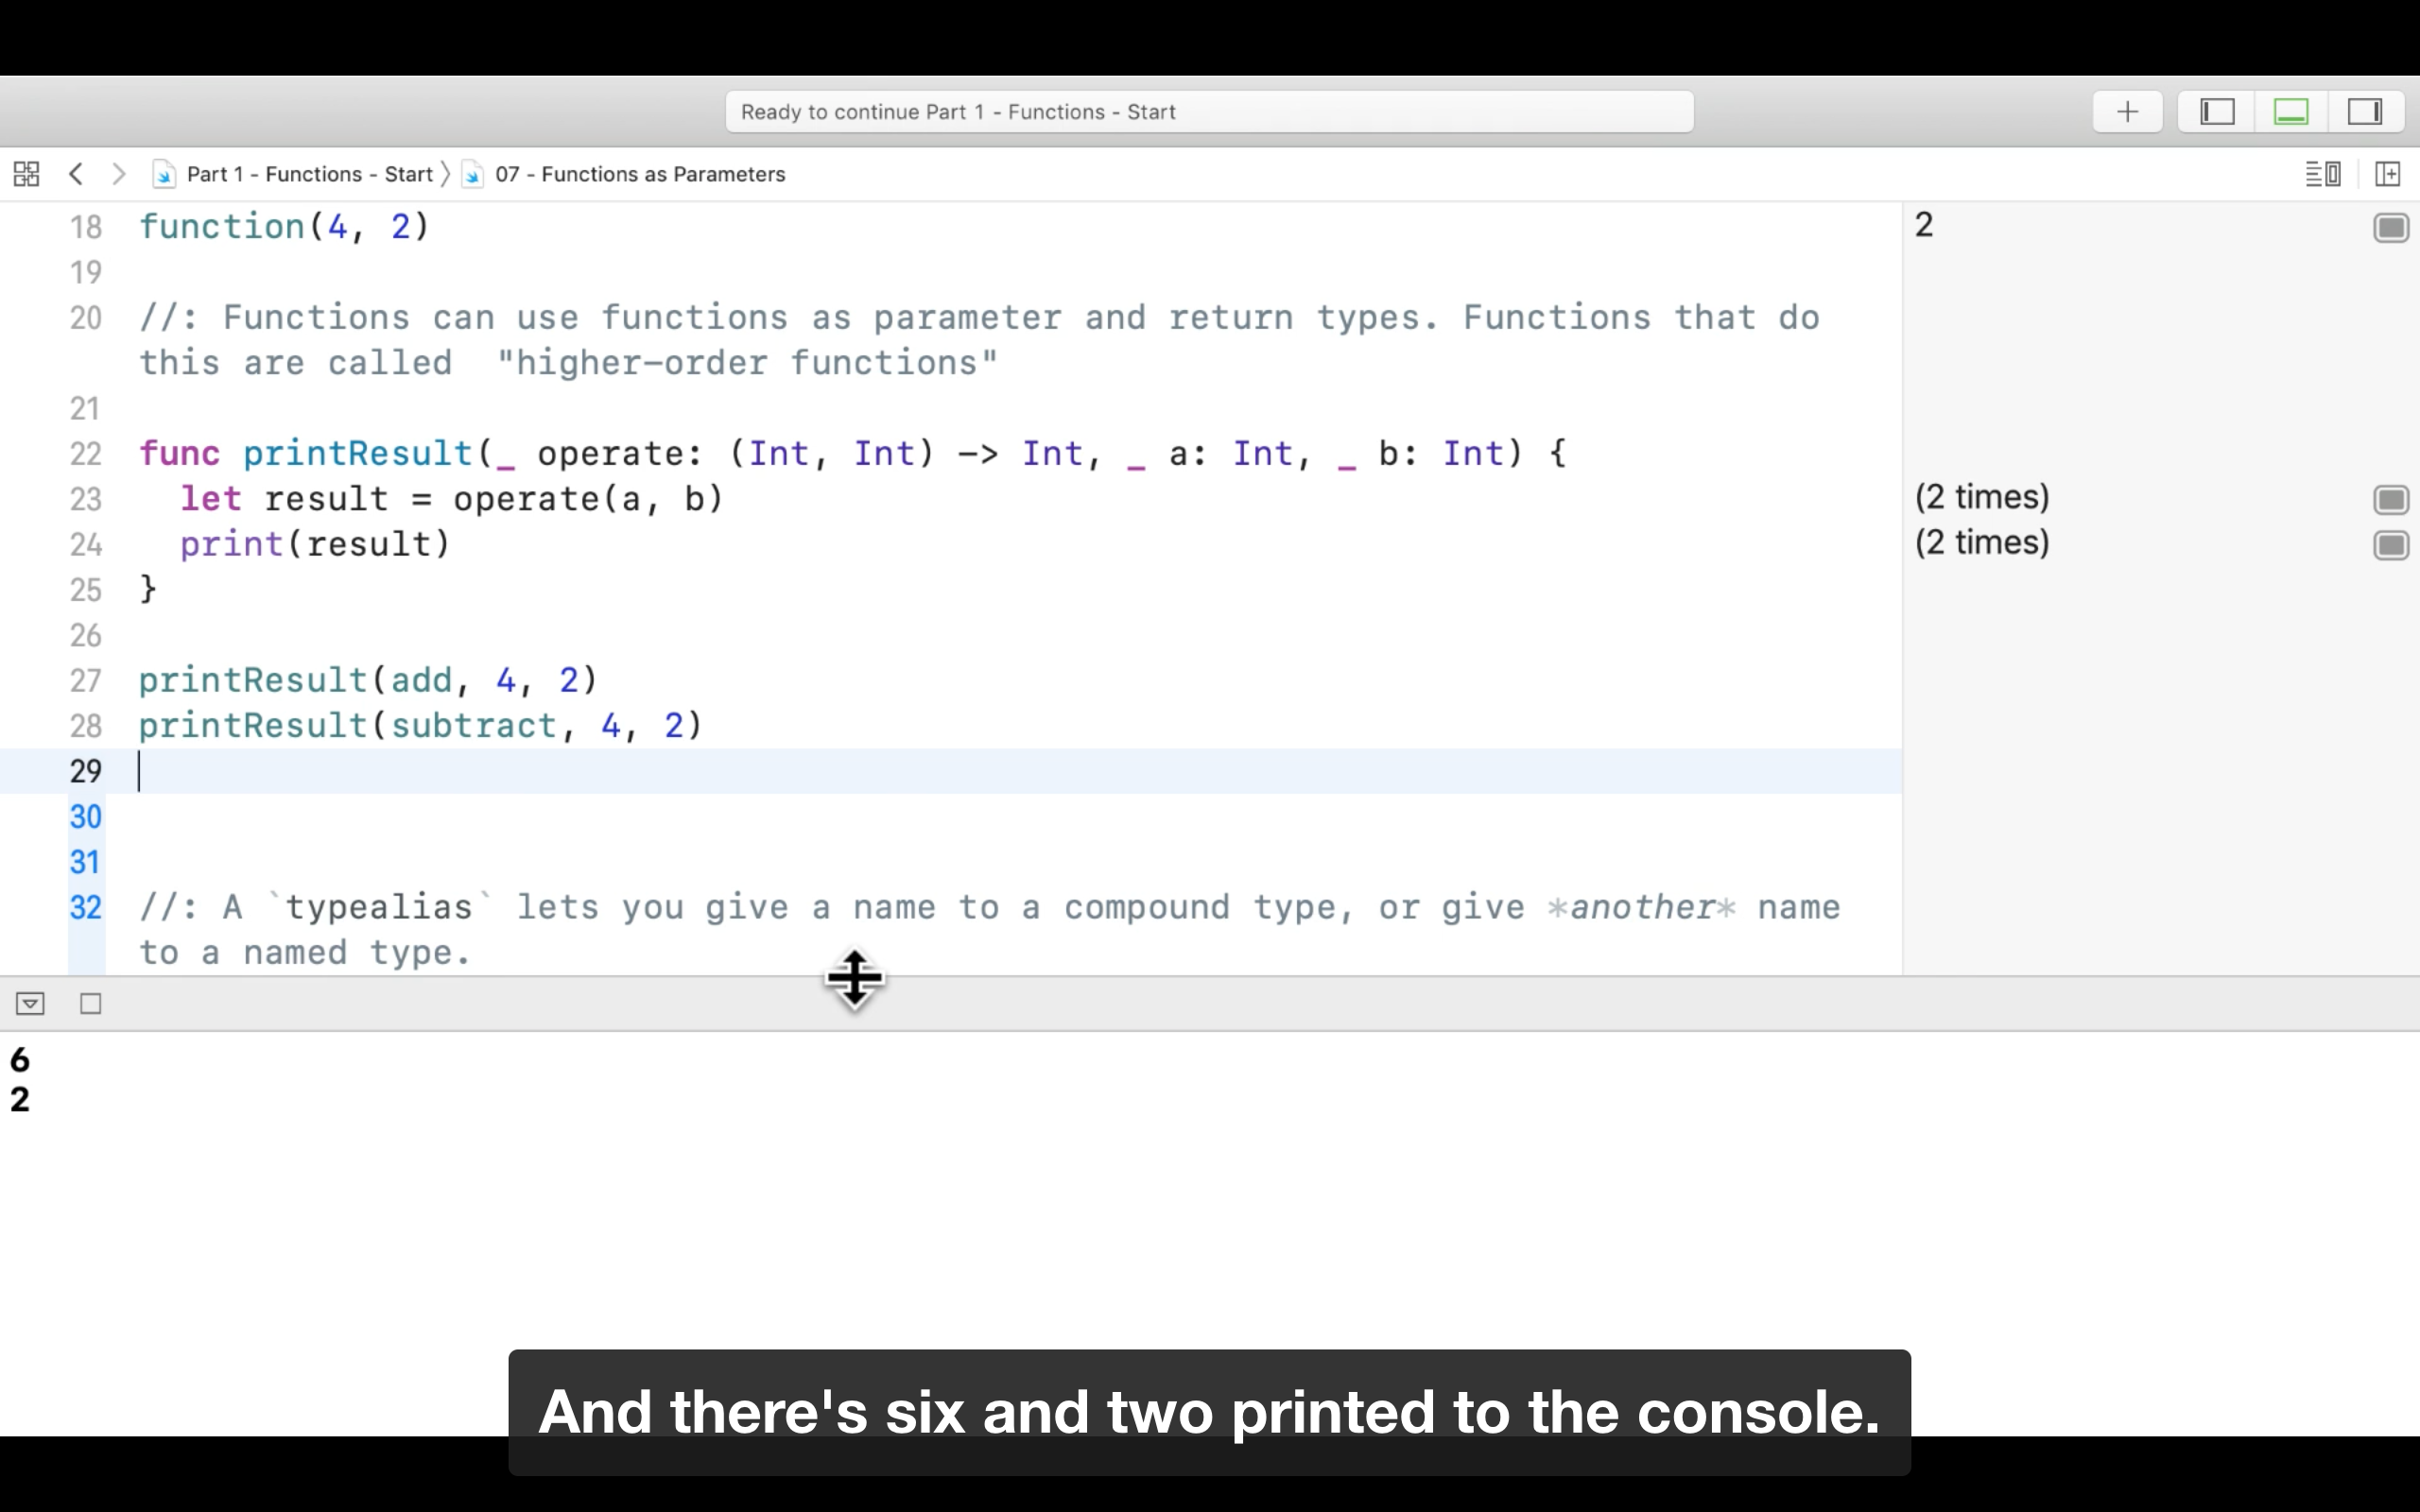 Ready to continue Part 1 - Functions - Start
Part 1 - Functions - Start 〉 07 - Functions as Parameters
18 function(4, 2) 2
19
20 //: Functions can use functions as parameter and return types. Functions that do
this are called  "higher-order functions"
21
22 func printResult(_ operate: (Int, Int) -> Int, _ a: Int, _ b: Int) {
23   let result = operate(a, b) (2 times)
24   print(result) (2 times)
25 }
26
27 printResult(add, 4, 2)
28 printResult(subtract, 4, 2)
29
30
31
32 //: A `typealias` lets you give a name to a compound type, or give *another* name
to a named type.
6
2
And there's six and two printed to the console.